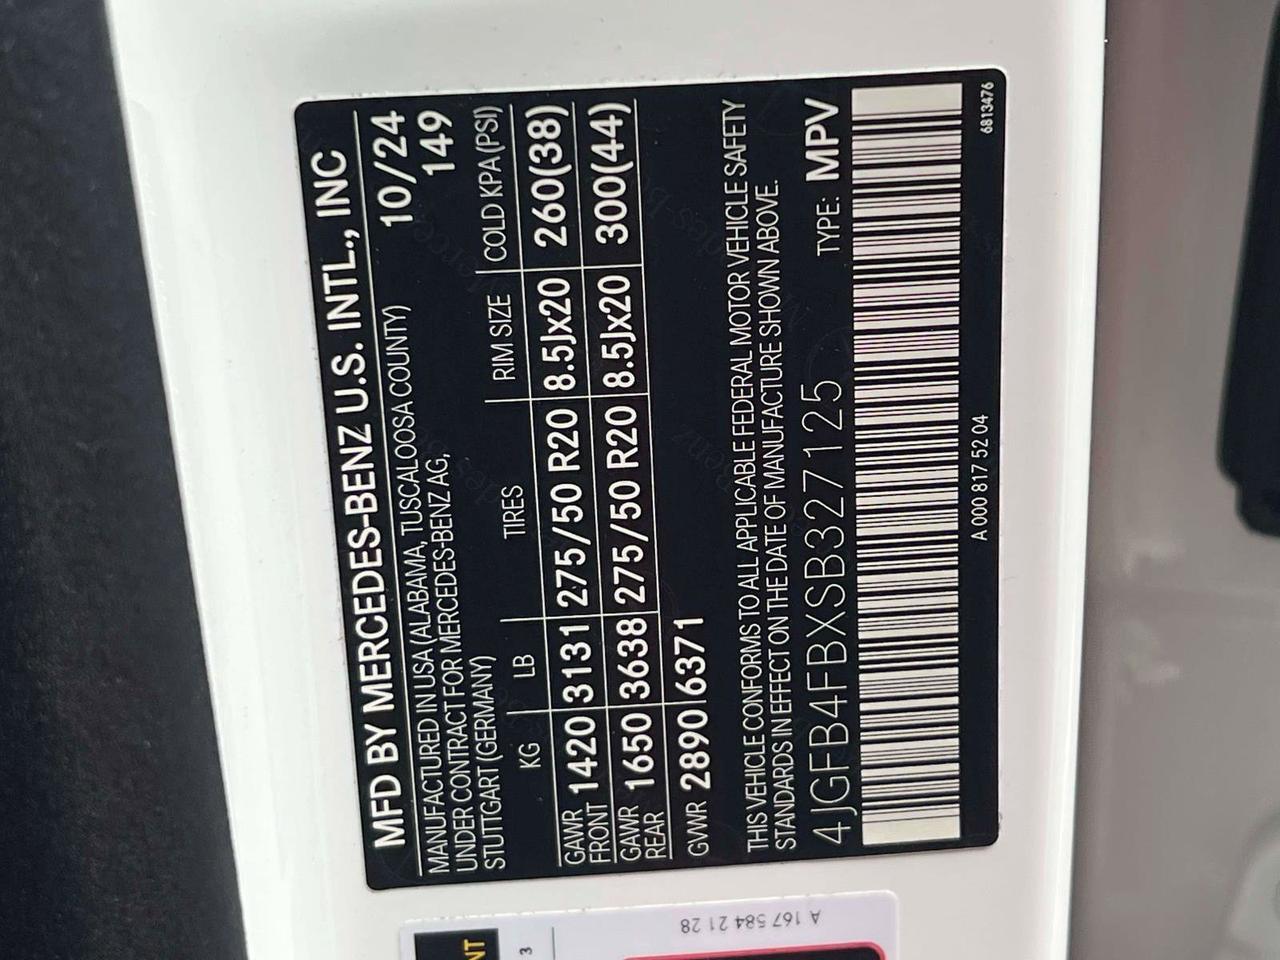 MFD BY MERCEDES-BENZ U.S. INTL., INC
MANUFACTURED IN USA (ALABAMA, TUSCALOOSA COUNTY) 10/24
UNDER CONTRACT FOR MERCEDES-BENZ AG, 149
STUTTGART (GERMANY)
KG LB TIRES RIM SIZE COLD KPA(PSI)
GAWR FRONT 1420 3131 275/50 R20 8.5Jx20 260(38)
GAWR REAR 1650 3638 275/50 R20 8.5Jx20 300(44)
GVWR 2890 6371
THIS VEHICLE CONFORMS TO ALL APPLICABLE FEDERAL MOTOR VEHICLE SAFETY
STANDARDS IN EFFECT ON THE DATE OF MANUFACTURE SHOWN ABOVE.
4JGFB4FBXSB327125 TYPE: MPV
A 000 817 52 04 6813476
A 167 584 21 28
NT
3